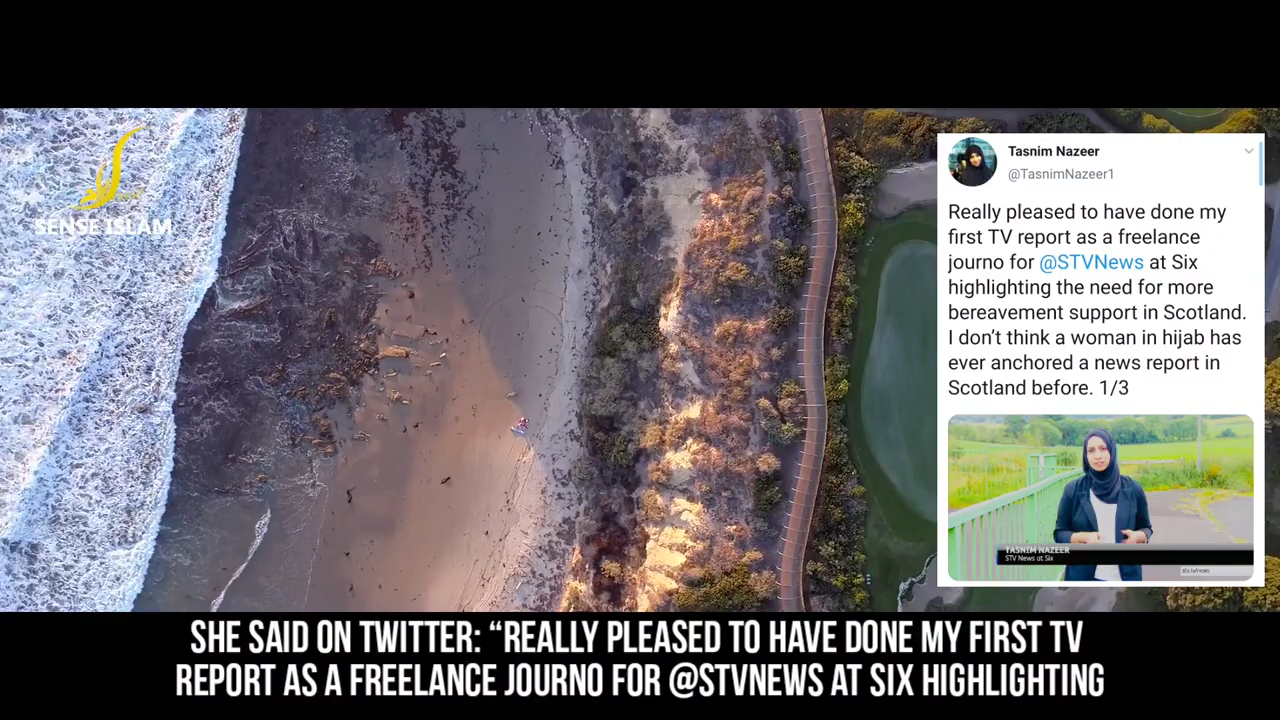 SENSE ISLAM
Tasnim Nazeer
@TasnimNazeer1
Really pleased to have done my
first TV report as a freelance
journo for @STVNews at Six
highlighting the need for more
bereavement support in Scotland.
I don’t think a woman in hijab has
ever anchored a news report in
Scotland before. 1/3
TASNIM NAZEER
STV News at Six
SHE SAID ON TWITTER: “REALLY PLEASED TO HAVE DONE MY FIRST TV
REPORT AS A FREELANCE JOURNO FOR @STVNEWS AT SIX HIGHLIGHTING